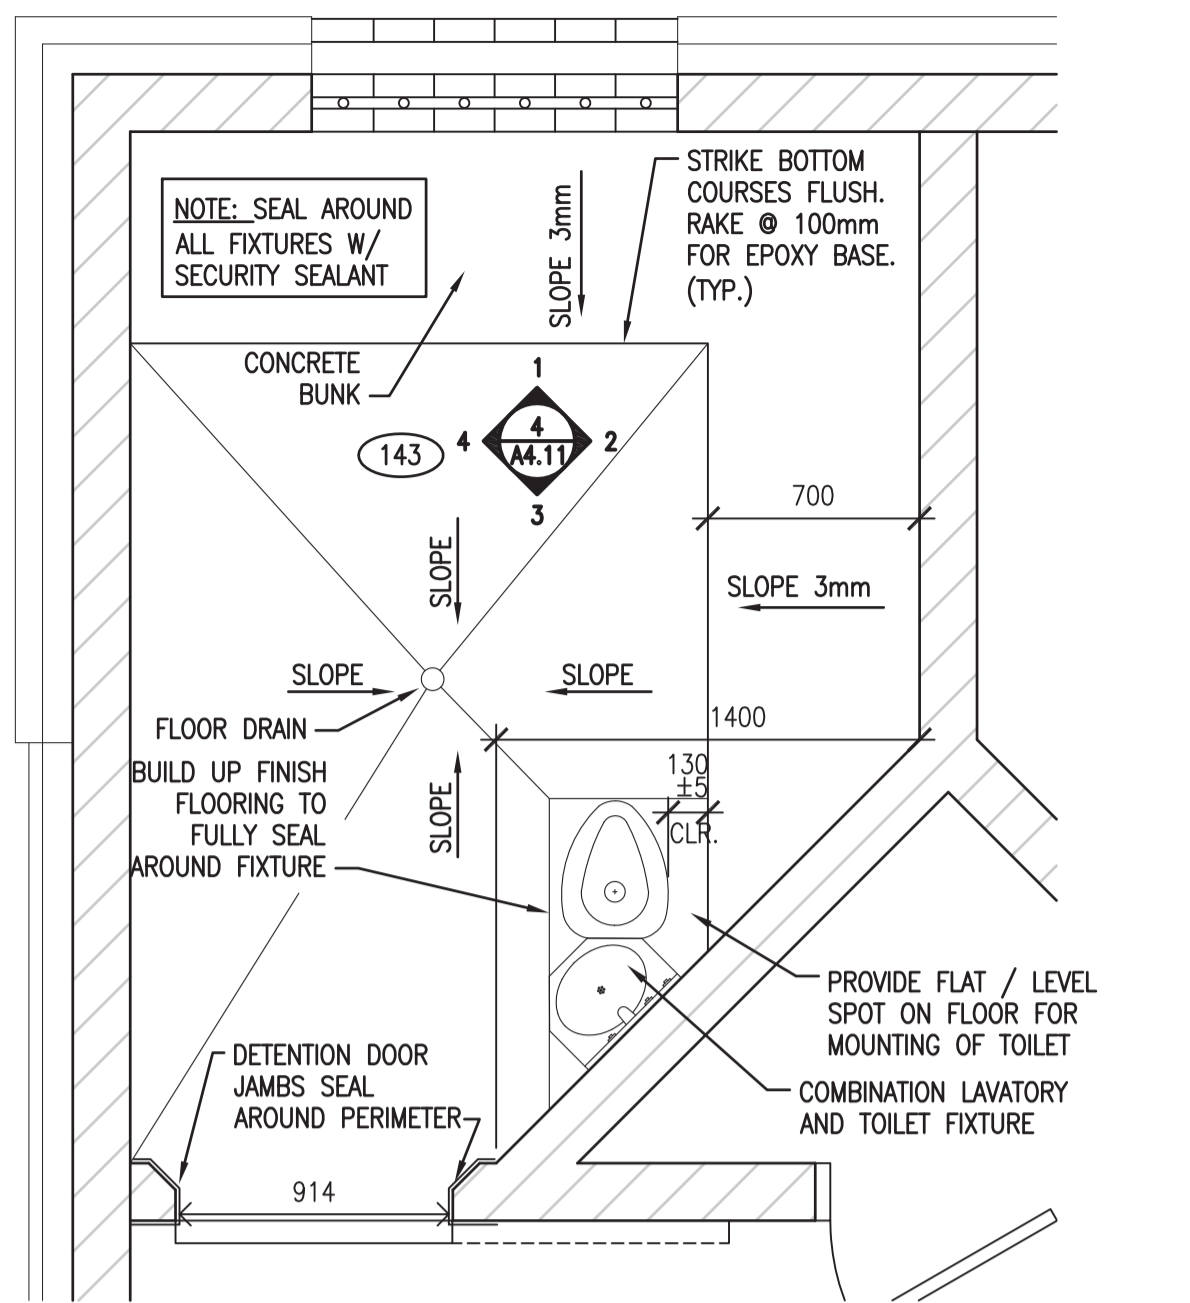 STRIKE BOTTOM
COURSES FLUSH.
RAKE @ 100mm
FOR EPOXY BASE.
(TYP.)
NOTE: SEAL AROUND
ALL FIXTURES W/
SECURITY SEALANT
SLOPE 3mm
CONCRETE
BUNK
1
4
4
2
A4.11
3
143
700
SLOPE
SLOPE 3mm
SLOPE
SLOPE
FLOOR DRAIN
1400
BUILD UP FINISH
FLOORING TO
FULLY SEAL
AROUND FIXTURE
SLOPE
130
±5
CLR.
PROVIDE FLAT / LEVEL
SPOT ON FLOOR FOR
MOUNTING OF TOILET
DETENTION DOOR
JAMBS SEAL
AROUND PERIMETER
COMBINATION LAVATORY
AND TOILET FIXTURE
914